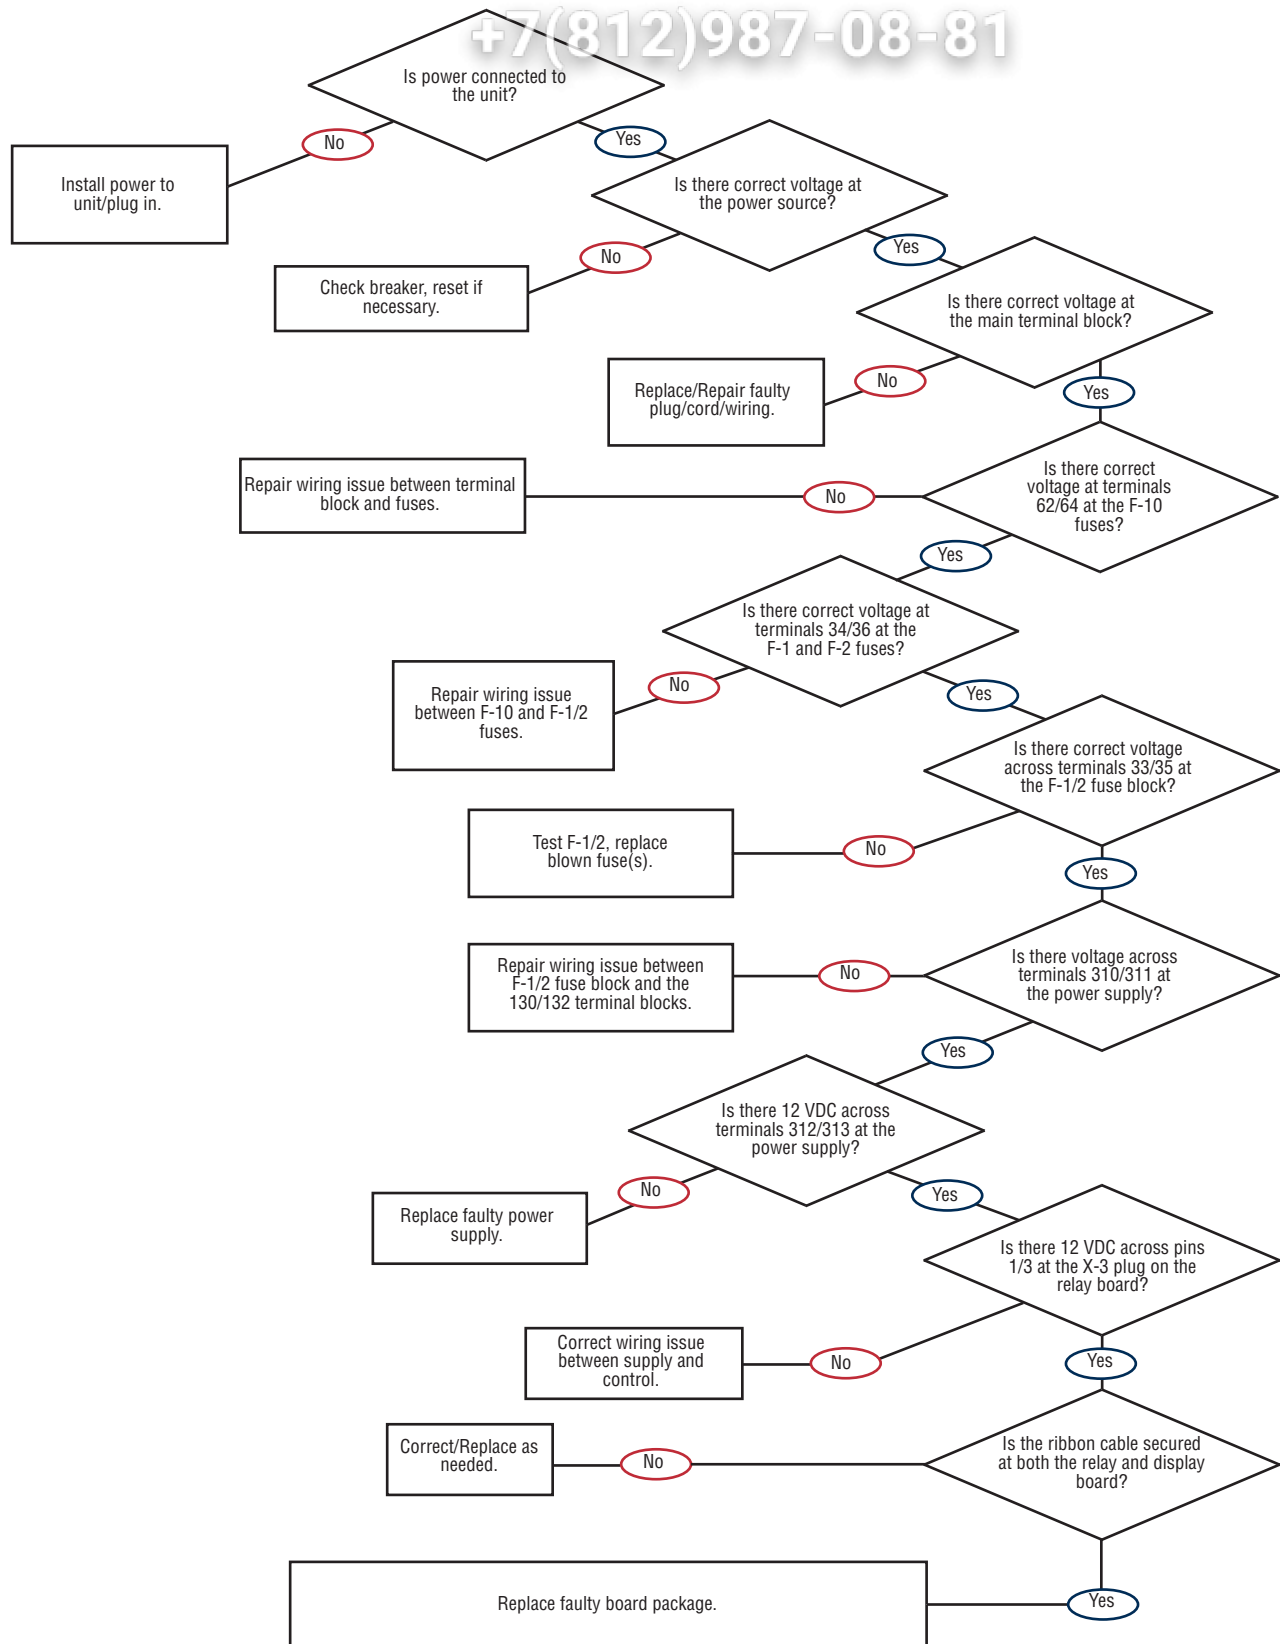 +7(812)987-08-81
Is power connected to
the unit?
No
Yes
Install power to
unit/plug in.
Is there correct voltage at
the power source?
No
Yes
Check breaker, reset if
necessary.
Is there correct voltage at
the main terminal block?
No
Yes
Replace/Repair faulty
plug/cord/wiring.
Is there correct
voltage at terminals
62/64 at the F-10
fuses?
No
Repair wiring issue between terminal
block and fuses.
Yes
Is there correct voltage at
terminals 34/36 at the
F-1 and F-2 fuses?
No
Yes
Repair wiring issue
between F-10 and F-1/2
fuses.
Is there correct voltage
across terminals 33/35 at
the F-1/2 fuse block?
No
Yes
Test F-1/2, replace
blown fuse(s).
Is there voltage across
terminals 310/311 at
the power supply?
No
Repair wiring issue between
F-1/2 fuse block and the
130/132 terminal blocks.
Yes
Is there 12 VDC across
terminals 312/313 at the
power supply?
No
Yes
Replace faulty power
supply.
Is there 12 VDC across pins
1/3 at the X-3 plug on the
relay board?
No
Yes
Correct wiring issue
between supply and
control.
Is the ribbon cable secured
at both the relay and display
board?
No
Correct/Replace as
needed.
Yes
Replace faulty board package.